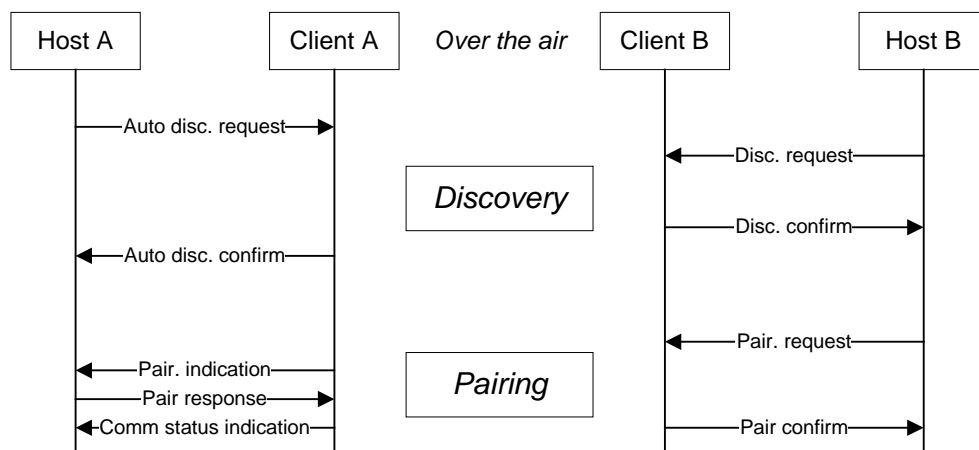 Host A
Client A
Over the air
Client B
Host B
Auto disc. request
Disc. request
Discovery
Disc. confirm
Auto disc. confirm
Pair. request
Pair. indication
Pairing
Pair response
Comm status indication
Pair confirm